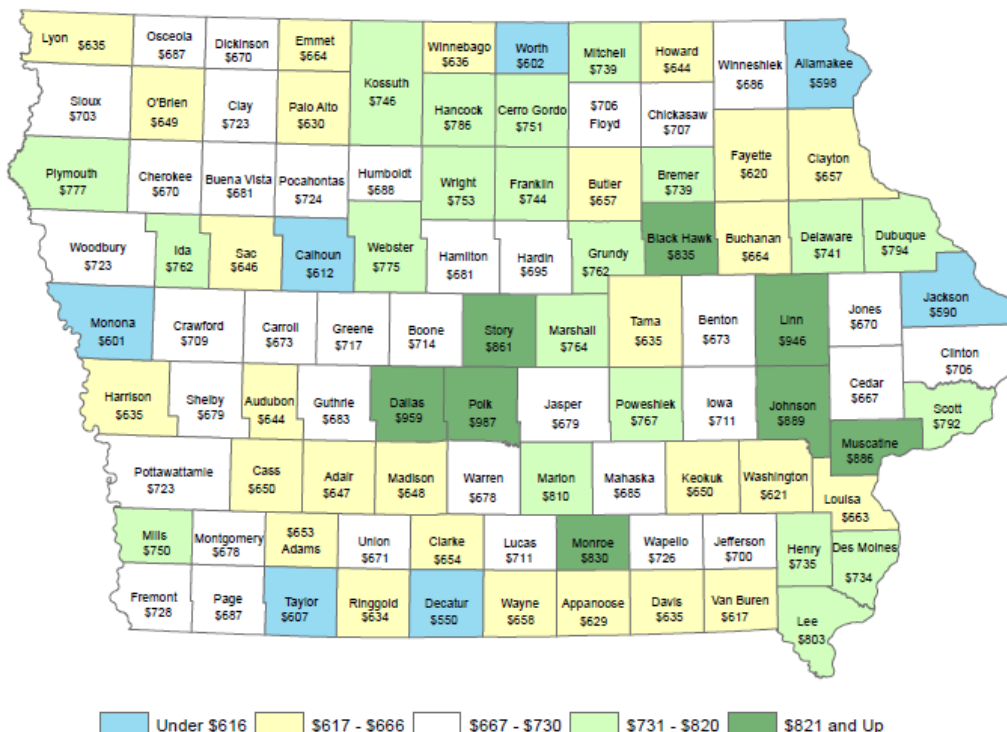 Lyon $635
Osceola
$687
Dickinson
$670
Emmet
$664
Kossuth
$746
Winnebago
$636
Worth
$602
Mitchell
$739
Howard
$644
Winneshiek
$686
Allamakee
$598
Sioux
$703
O'Brien
$649
Clay
$723
Palo Alto
$630
Hancock
$786
Cerro Gordo
$751
$706
Floyd
Chickasaw
$707
Fayette
$620
Clayton
$657
Plymouth
$777
Cherokee
$670
Buena Vista
$681
Pocahontas
$724
Humboldt
$688
Wright
$753
Franklin
$744
Butler
$657
Bremer
$739
Woodbury
$723
Ida
$762
Sac
$646
Calhoun
$612
Webster
$775
Hamilton
$681
Hardin
$695
Grundy
$762
Black Hawk
$835
Buchanan
$664
Delaware
$741
Dubuque
$794
Monona
$601
Crawford
$709
Carroll
$673
Greene
$717
Boone
$714
Story
$861
Marshall
$764
Tama
$635
Benton
$673
Linn
$946
Jones
$670
Jackson
$590
Clinton
$706
Harrison
$635
Shelby
$679
Audubon
$644
Guthrie
$683
Dallas
$959
Polk
$987
Jasper
$679
Poweshiek
$767
Iowa
$711
Johnson
$889
Cedar
$667
Scott
$792
Muscatine
$886
Pottawattamie
$723
Cass
$650
Adair
$647
Madison
$648
Warren
$678
Marion
$810
Mahaska
$685
Keokuk
$650
Washington
$621
Louisa
$663
Mills
$750
Montgomery
$678
$653
Adams
Union
$671
Clarke
$654
Lucas
$711
Monroe
$830
Wapello
$726
Jefferson
$700
Henry
$735
Des Moines
$734
Fremont
$728
Page
$687
Taylor
$607
Ringgold
$634
Decatur
$550
Wayne
$658
Appanoose
$629
Davis
$635
Van Buren
$617
Lee
$803
Under $616 $617 - $666 $667 - $730 $731 - $820 $821 and Up